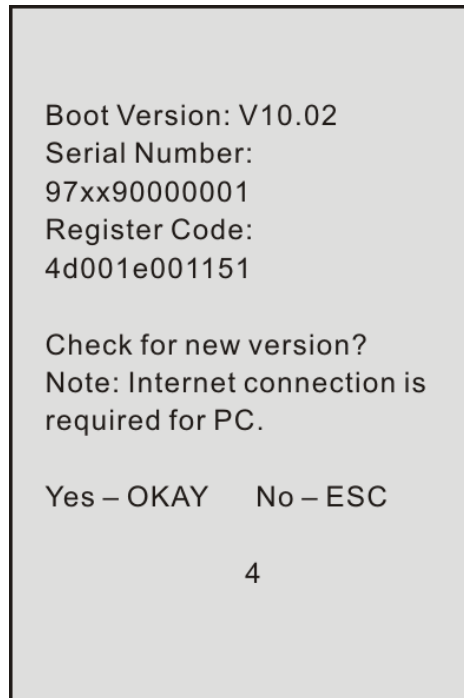 Boot Version: V10.02
Serial Number:
97xx90000001
Register Code:
4d001e001151
Check for new version?
Note: Internet connection is
required for PC.
Yes – OKAY No – ESC
4